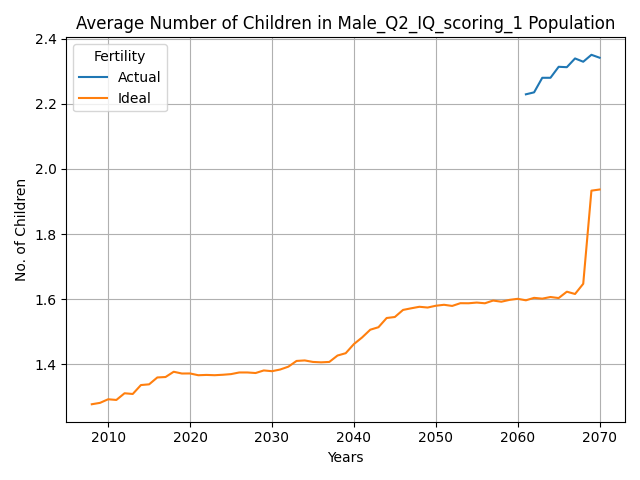 Average Number of Children in Male_Q2_IQ_scoring_1 Population
Fertility
Actual
Ideal
No. of Children
2.4
2.2
2.0
1.8
1.6
1.4
2010 2020 2030 2040 2050 2060 2070
Years